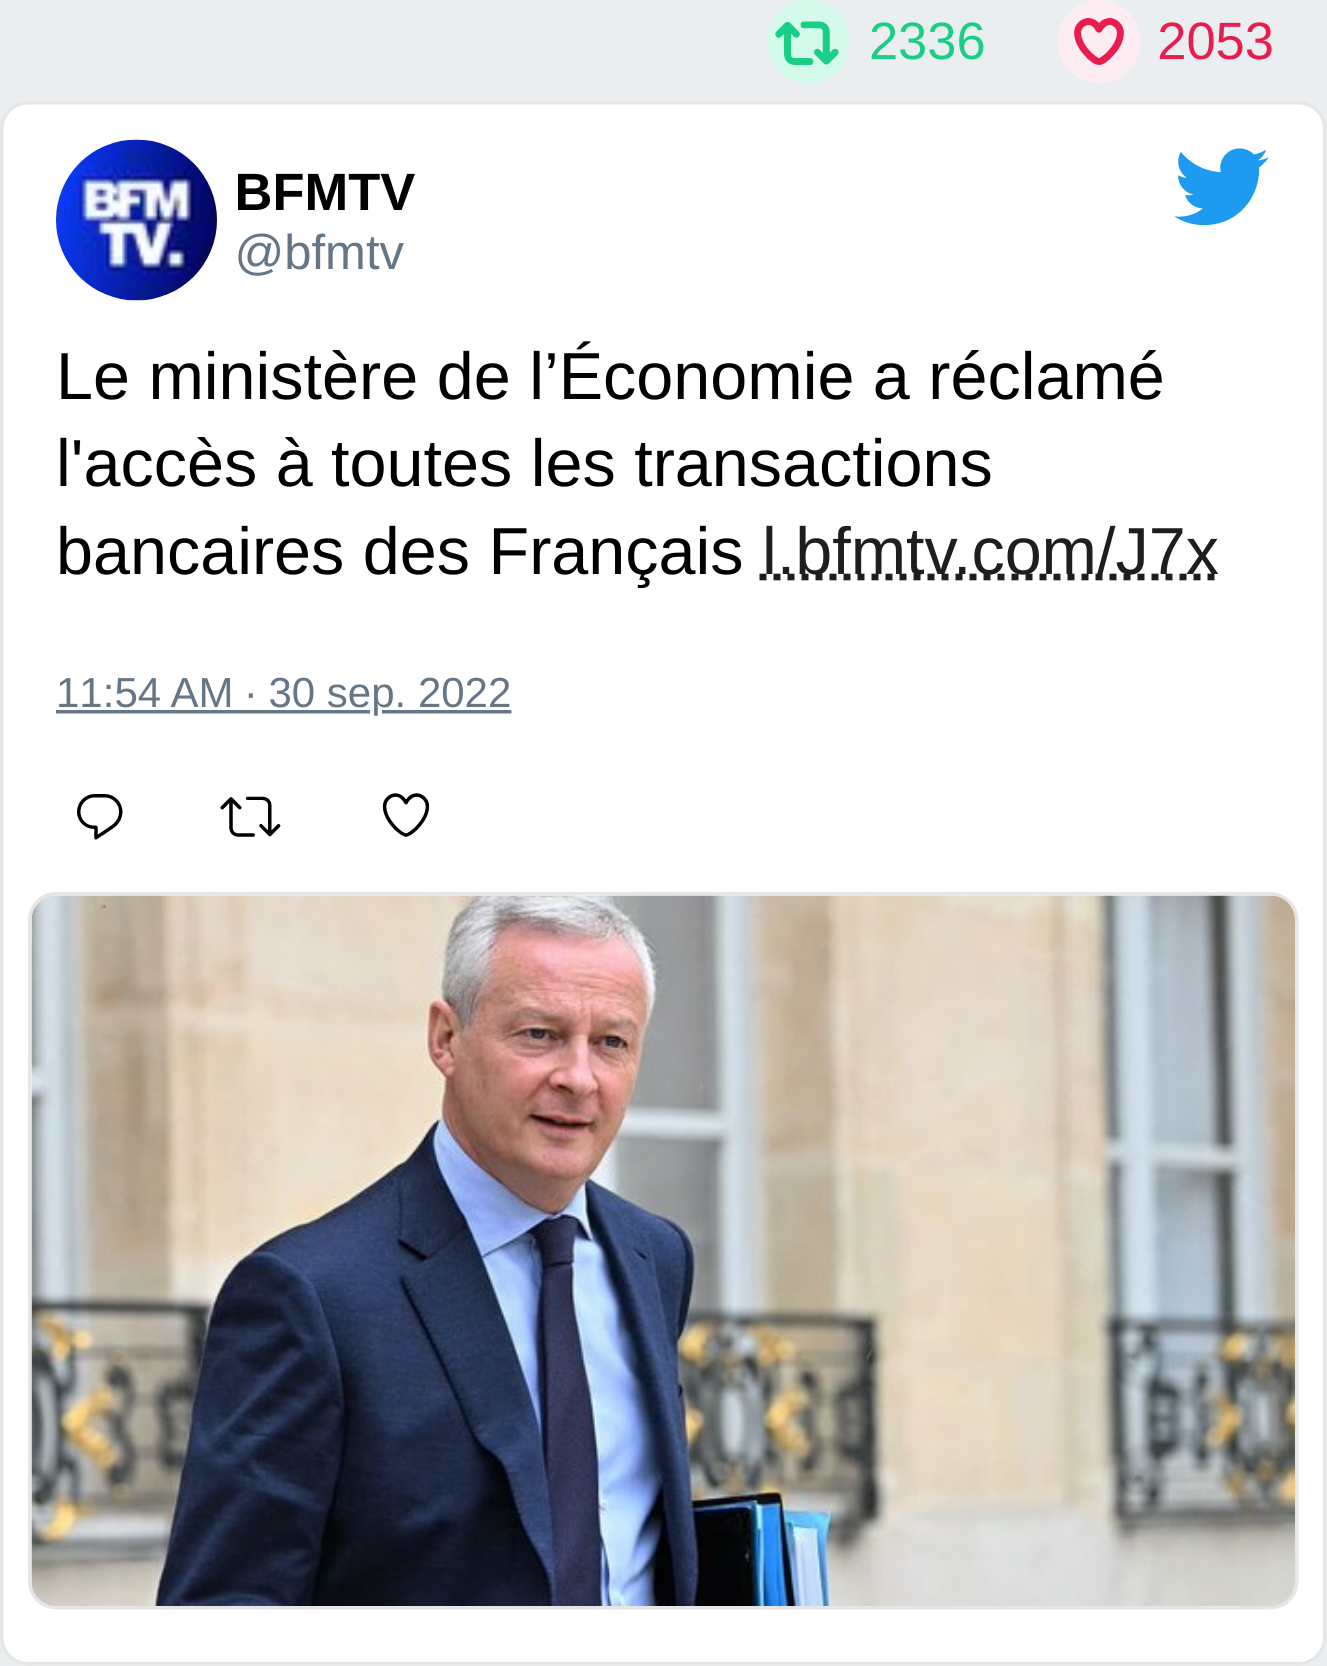 2336 2053
BFM
TV.
BFMTV
@bfmtv
Le ministère de l’Économie a réclamé
l'accès à toutes les transactions
bancaires des Français l.bfmtv.com/J7x
11:54 AM · 30 sep. 2022